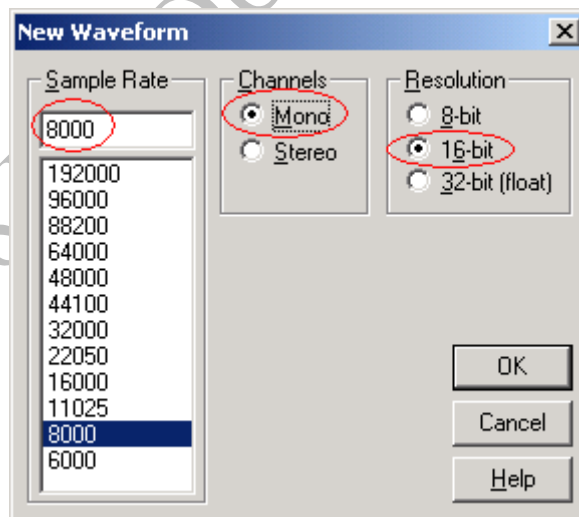 New Waveform
Sample Rate
8000
192000
96000
88200
64000
48000
44100
32000
22050
16000
11025
8000
6000
Channels
Mono
Stereo
Resolution
8-bit
16-bit
32-bit (float)
OK
Cancel
Help